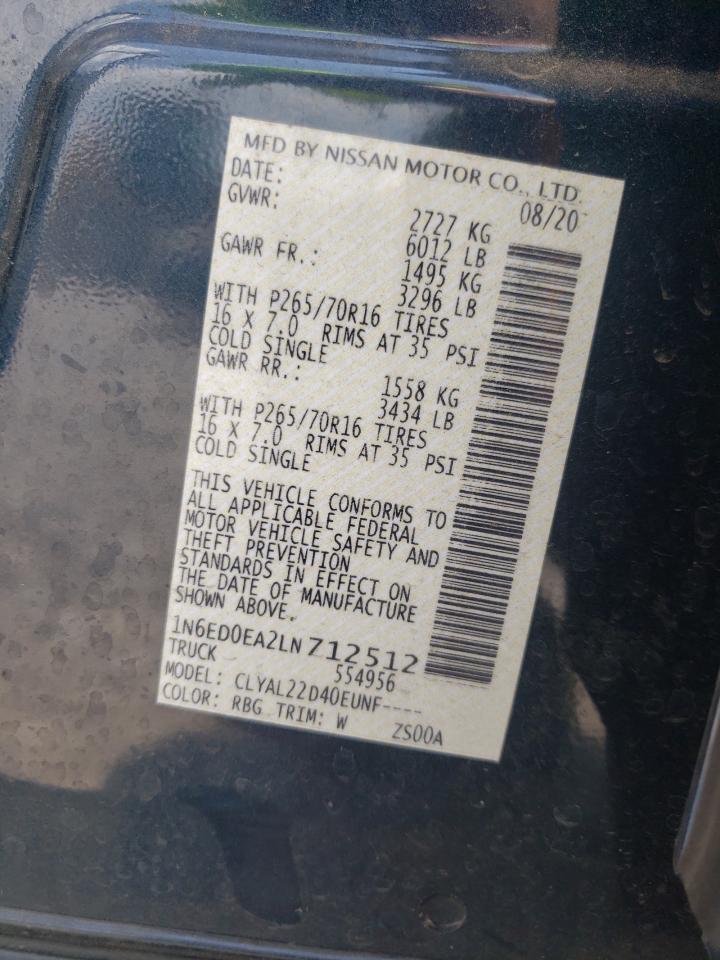 MFD BY NISSAN MOTOR CO., LTD.
DATE: 08/20
GVWR: 2727 KG
6012 LB
GAWR FR.: 1495 KG
3296 LB
WITH P265/70R16 TIRES
16 X 7.0 RIMS AT 35 PSI
COLD SINGLE
GAWR RR.: 1558 KG
3434 LB
WITH P265/70R16 TIRES
16 X 7.0 RIMS AT 35 PSI
COLD SINGLE
THIS VEHICLE CONFORMS TO
ALL APPLICABLE FEDERAL
MOTOR VEHICLE SAFETY AND
THEFT PREVENTION
STANDARDS IN EFFECT ON
THE DATE OF MANUFACTURE
SHOWN ABOVE.
1N6ED0EA2LN712512
TRUCK 554956
MODEL: CLYAL22D40EUNF----
COLOR: RBG TRIM: W ZS00A